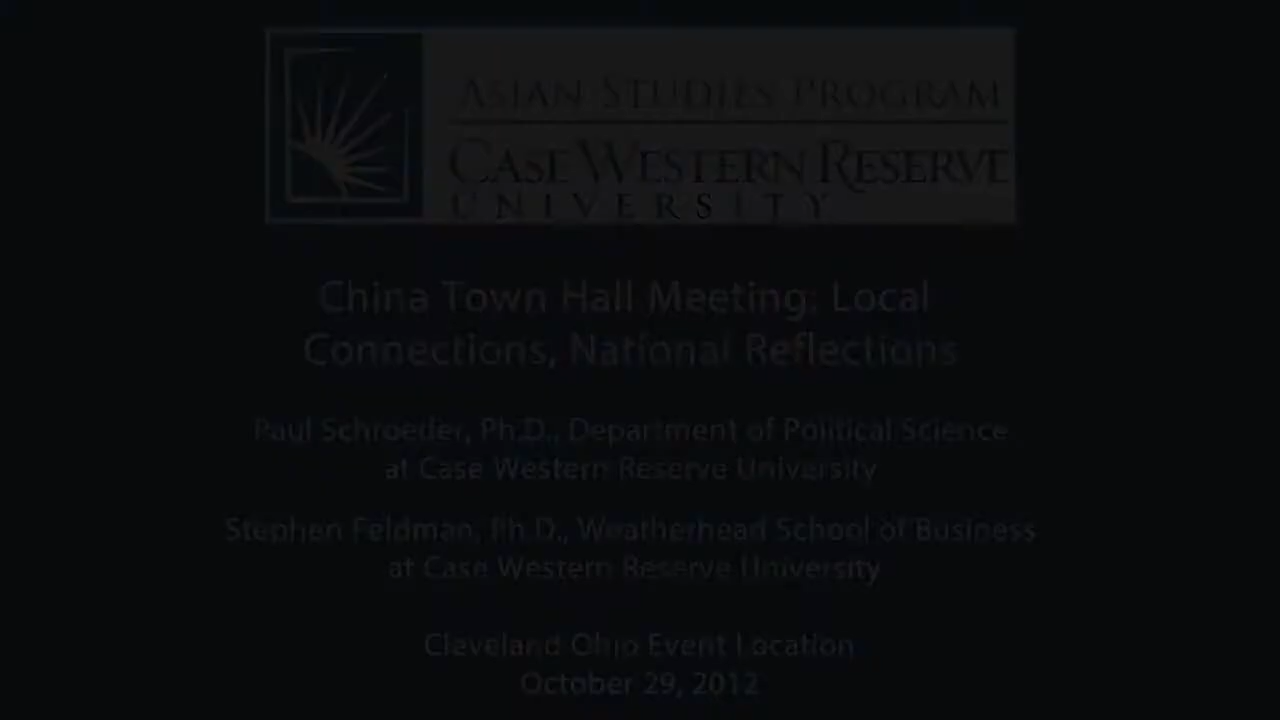 ASIAN STUDIES PROGRAM
CASE WESTERN RESERVE
UNIVERSITY
China Town Hall Meeting: Local
Connections, National Reflections
Paul Schroeder, Ph.D., Department of Political Science
at Case Western Reserve University
Stephen Feldman, Ph.D., Weatherhead School of Business
at Case Western Reserve University
Cleveland Ohio Event Location
October 29, 2012